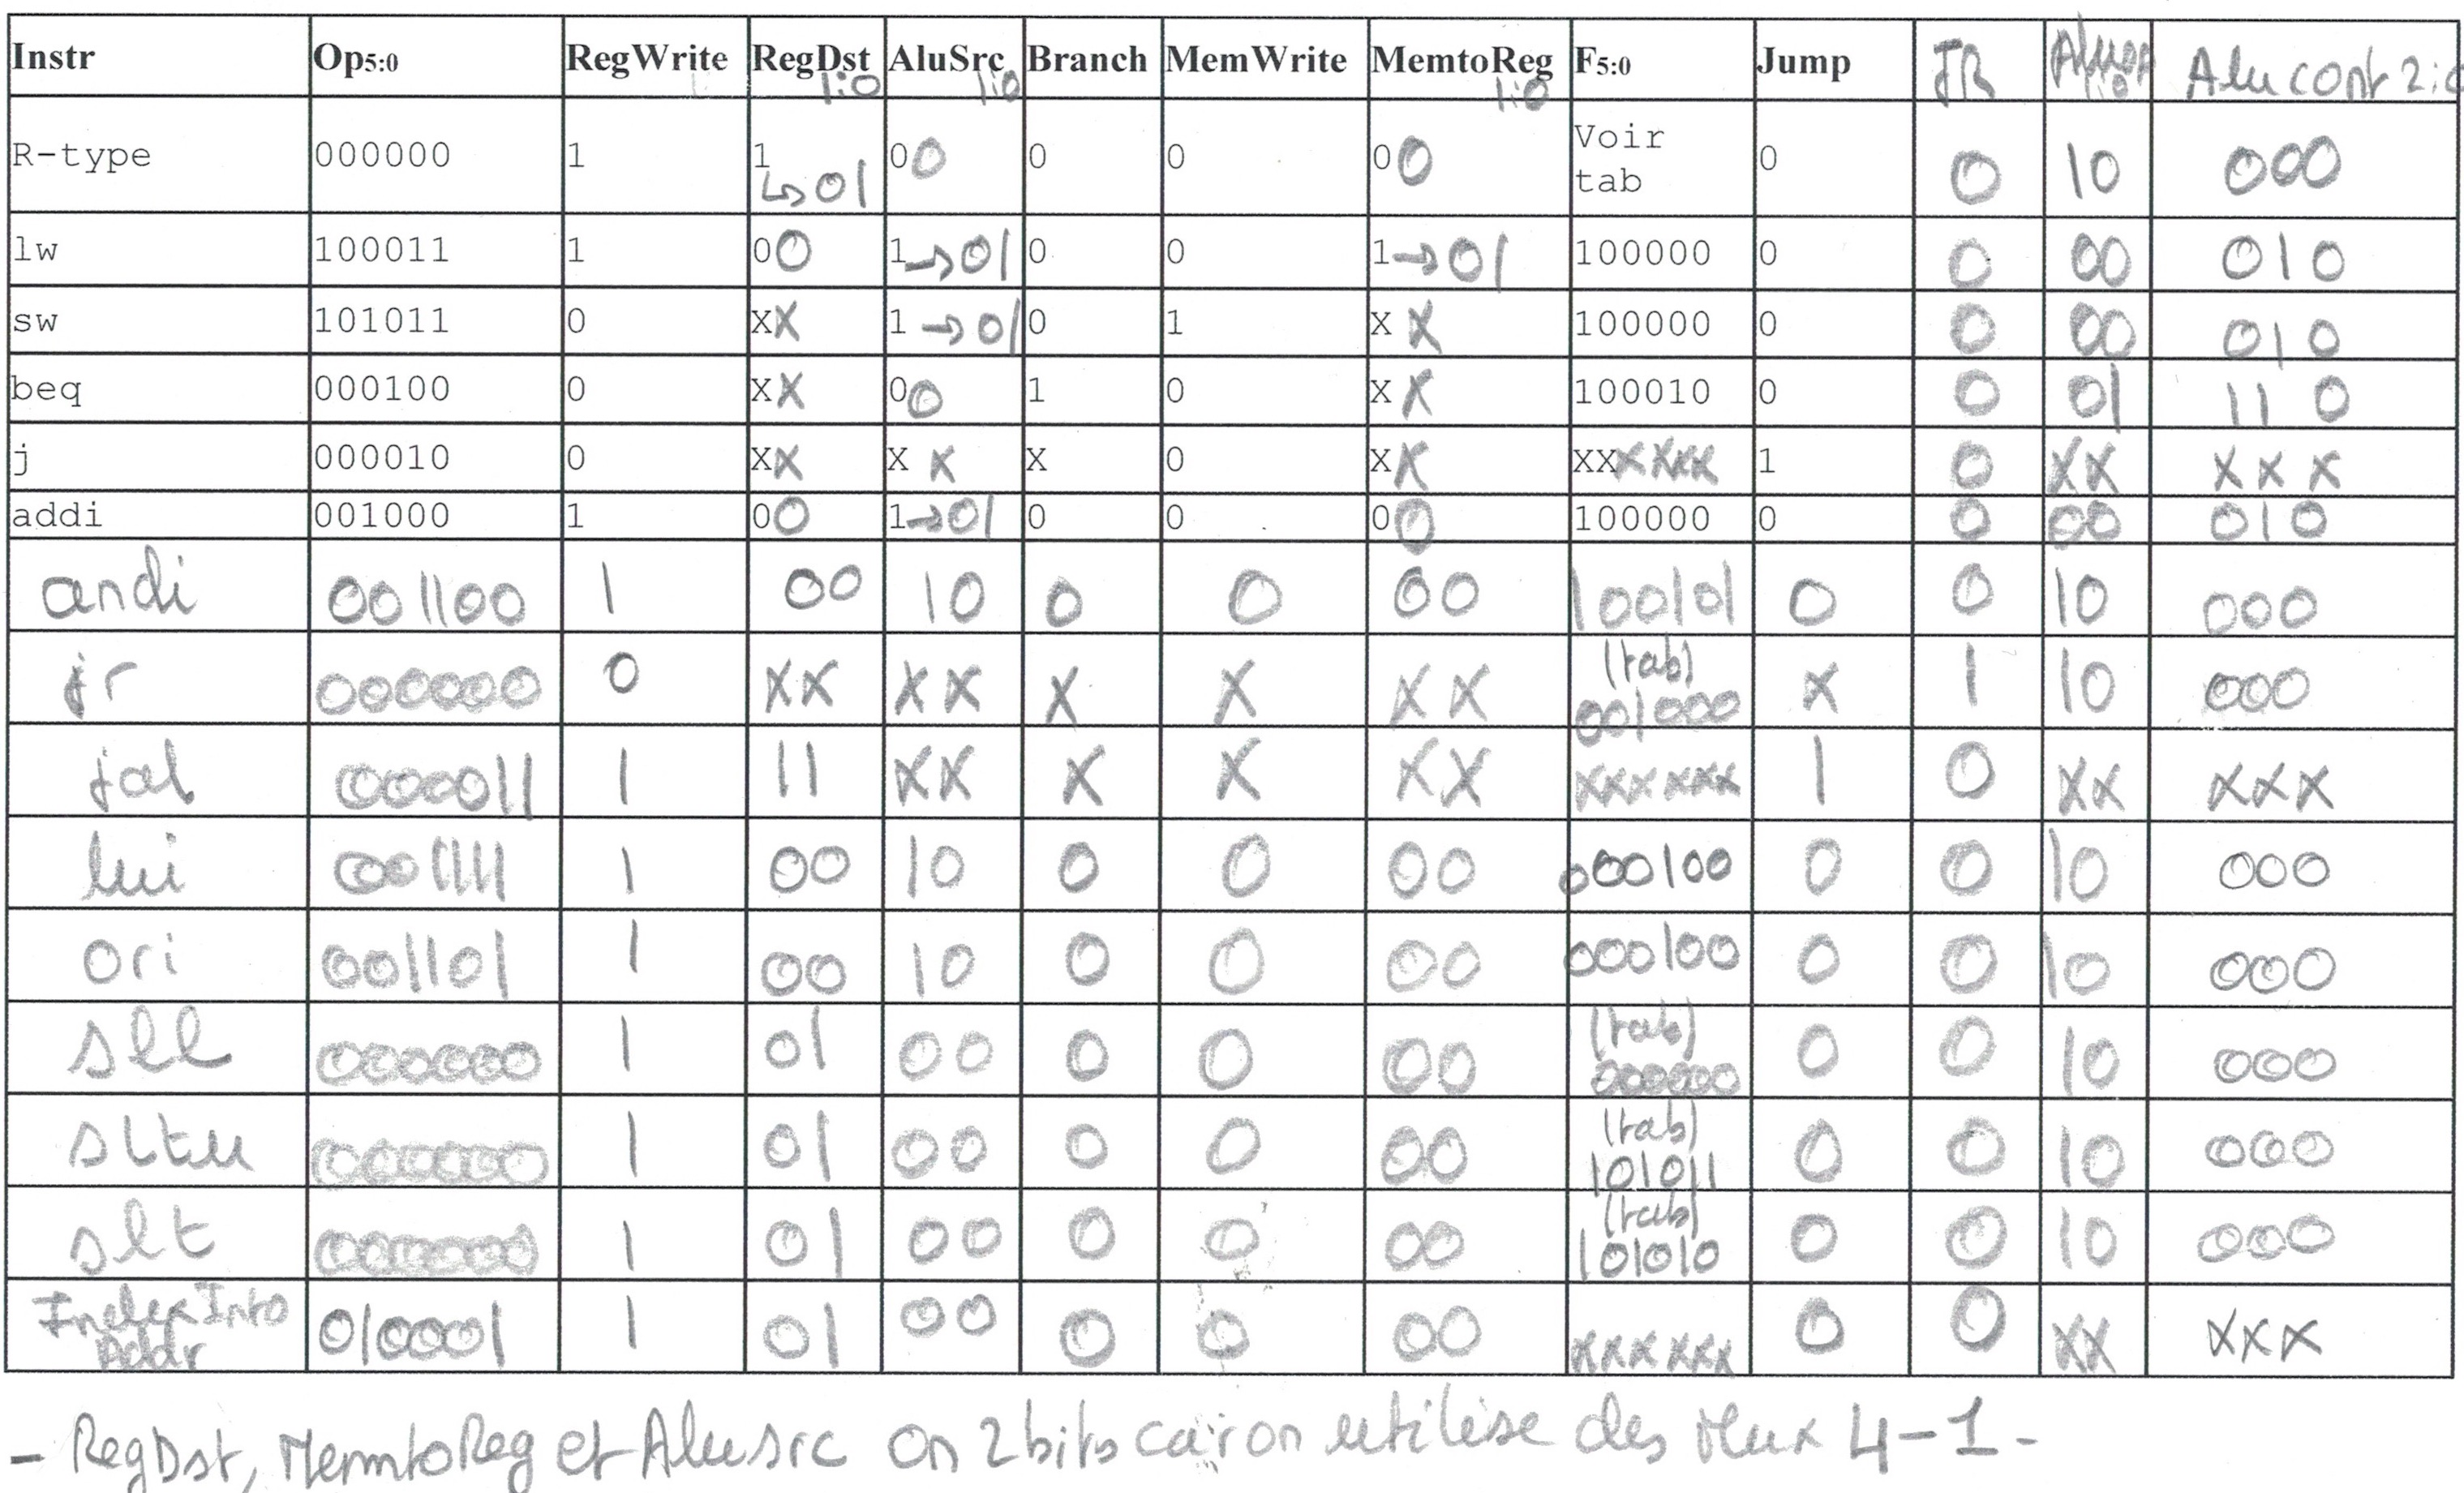 Instr Op5:0 RegWrite RegDst 1:0 AluSrc 1:0 Branch MemWrite MemtoReg 1:0 F5:0 Jump JR 1:0 Alu cont 2:0
R-type 000000 1 1 ↳01 00 0 0 00 Voir tab 0 0 10 000
lw 100011 1 00 1→01 0 0 1→01 100000 0 0 00 010
sw 101011 0 XX 1→01 0 1 XX 100000 0 0 00 010
beq 000100 0 XX 00 1 0 XX 100010 0 0 01 110
j 000010 0 XX XX X 0 XX XXXXXX 1 0 XX XXX
addi 001000 1 00 1→01 0 0 00 100000 0 0 00 010
andi 001100 1 00 10 0 0 00 100101 0 0 10 000
jr 000000 0 XX XX X X XX (tab) 001000 X 1 10 000
jal 000011 1 11 XX X X XX XXXXXX 1 0 XX XXX
lui 001111 1 00 10 0 0 00 000100 0 0 10 000
ori 001101 1 00 10 0 0 00 000100 0 0 10 000
sll 000000 1 01 00 0 0 00 (tab) 000000 0 0 10 000
sltu 000000 1 01 00 0 0 00 (tab) 101011 0 0 10 000
slt 000000 1 01 00 0 0 00 (tab) 101010 0 0 10 000
IndexInto Addr 010001 1 01 00 0 0 00 XXXXXX 0 0 XX XXX
- RegDst, MemtoReg et Alusrc on 2 bits car on utilise des Mux 4-1-